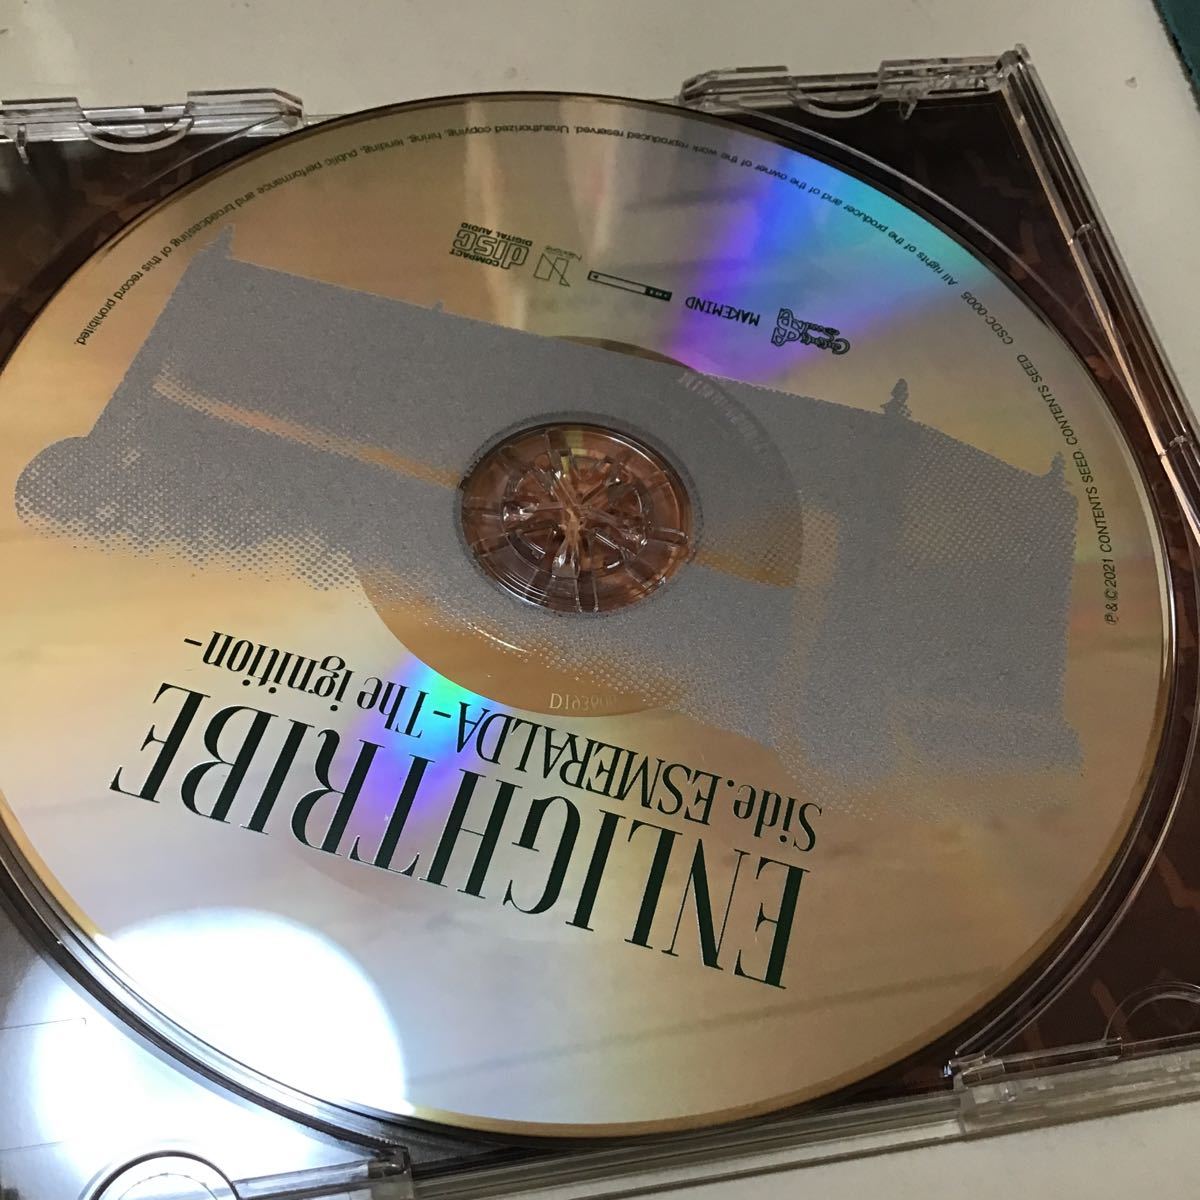 ENLIGHTRIBE
Side.ESMERALDA -The ignition-
MAKEMIND
COMPACT
disc
DIGITAL AUDIO
℗ & © 2021 CONTENTS SEED. CONTENTS SEED CSDC-0005 All rights of the producer and of the owner of the work reproduced reserved. Unauthorized copying, hiring, lending, public performance and broadcasting of this record prohibited.